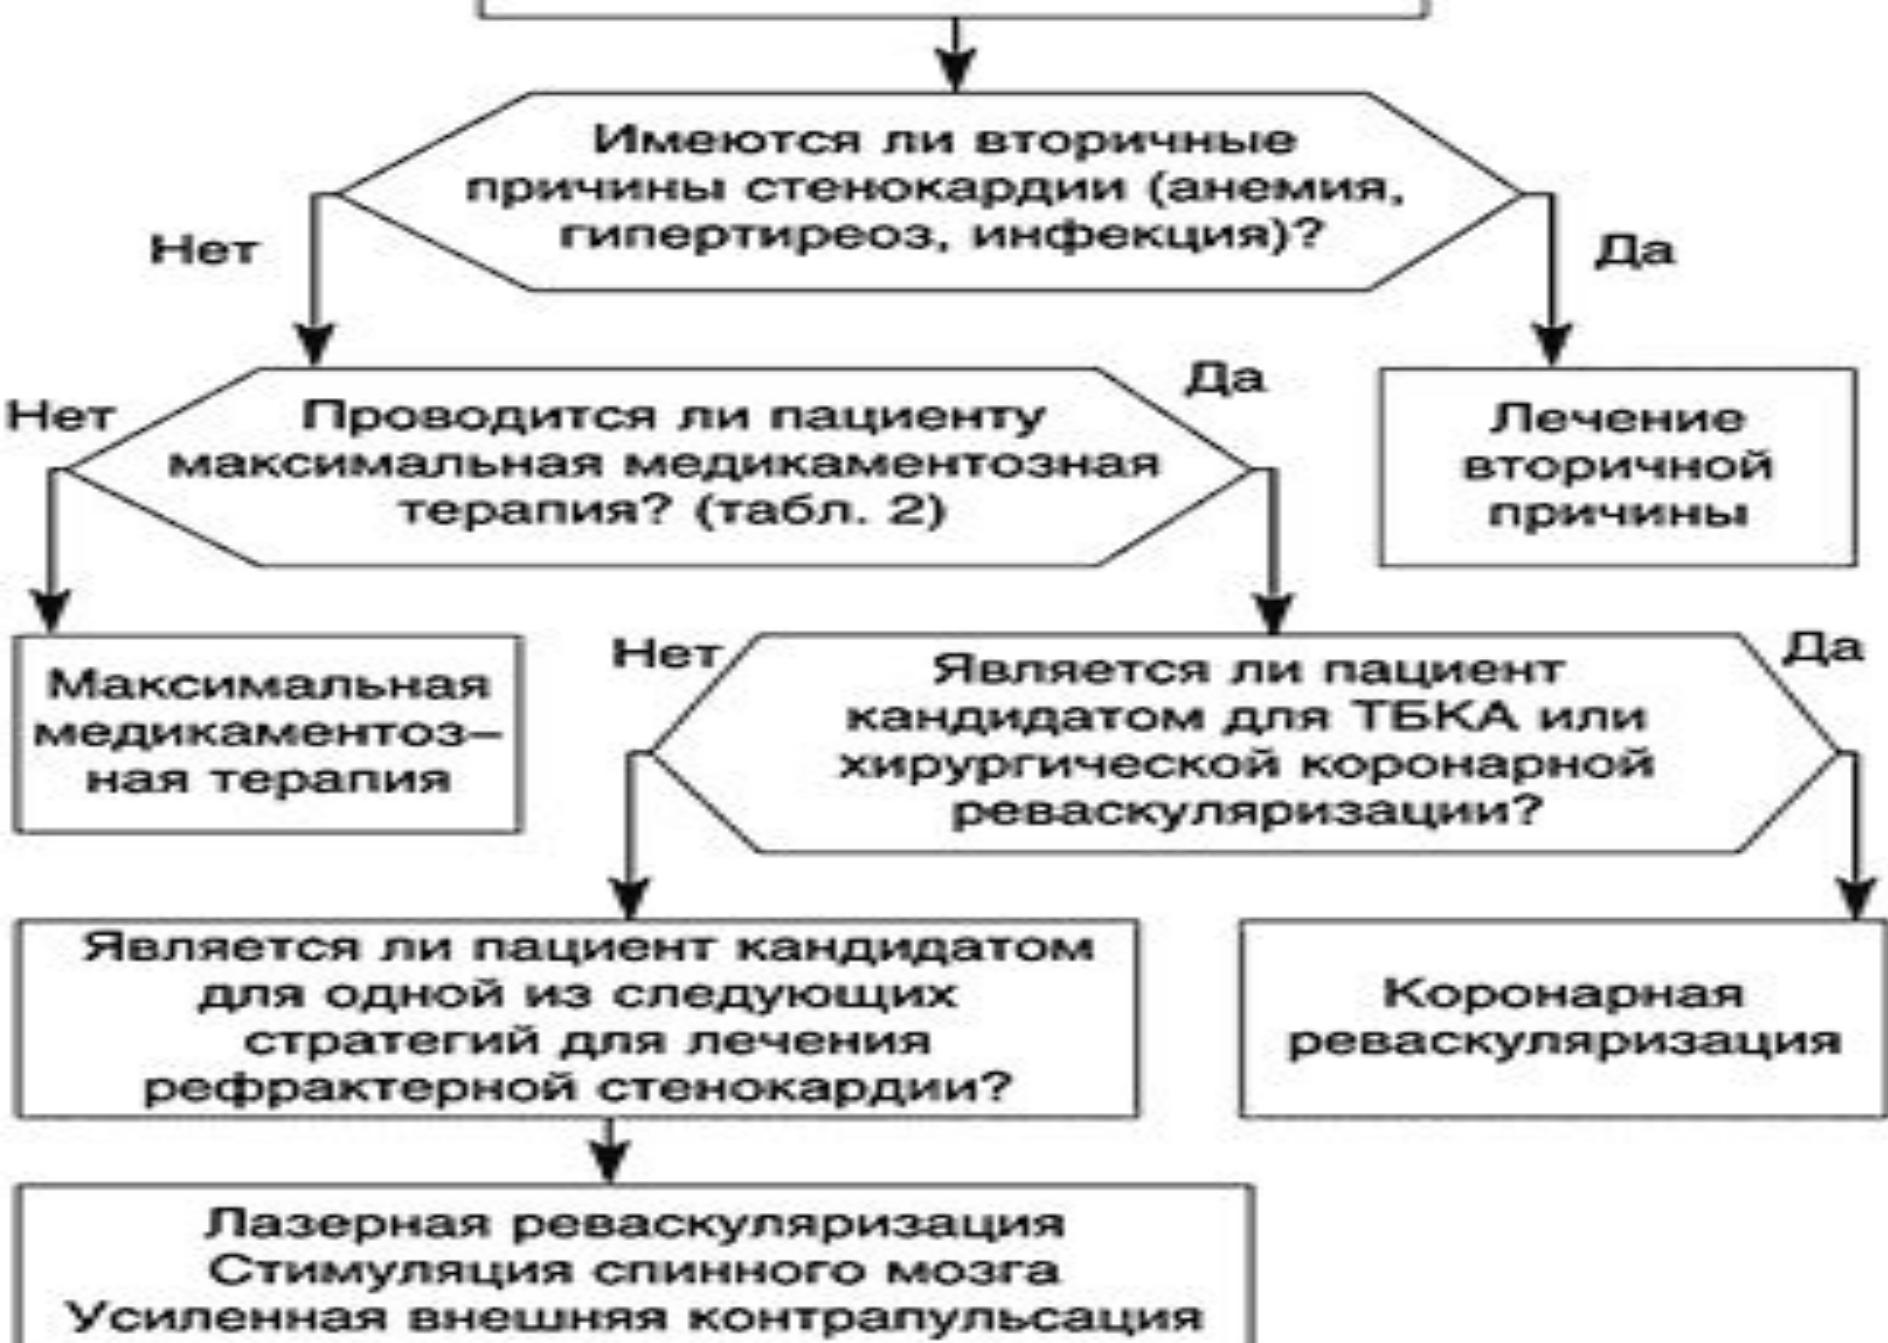 Имеются ли вторичные
причины стенокардии (анемия,
гипертиреоз, инфекция)?
Нет
Да
Нет
Проводится ли пациенту
максимальная медикаментозная
терапия? (табл. 2)
Да
Лечение
вторичной
причины
Максимальная
медикаментоз–
ная терапия
Нет
Является ли пациент
кандидатом для ТБКА или
хирургической коронарной
реваскуляризации?
Да
Является ли пациент кандидатом
для одной из следующих
стратегий для лечения
рефрактерной стенокардии?
Коронарная
реваскуляризация
Лазерная реваскуляризация
Стимуляция спинного мозга
Усиленная внешняя контрапульсация